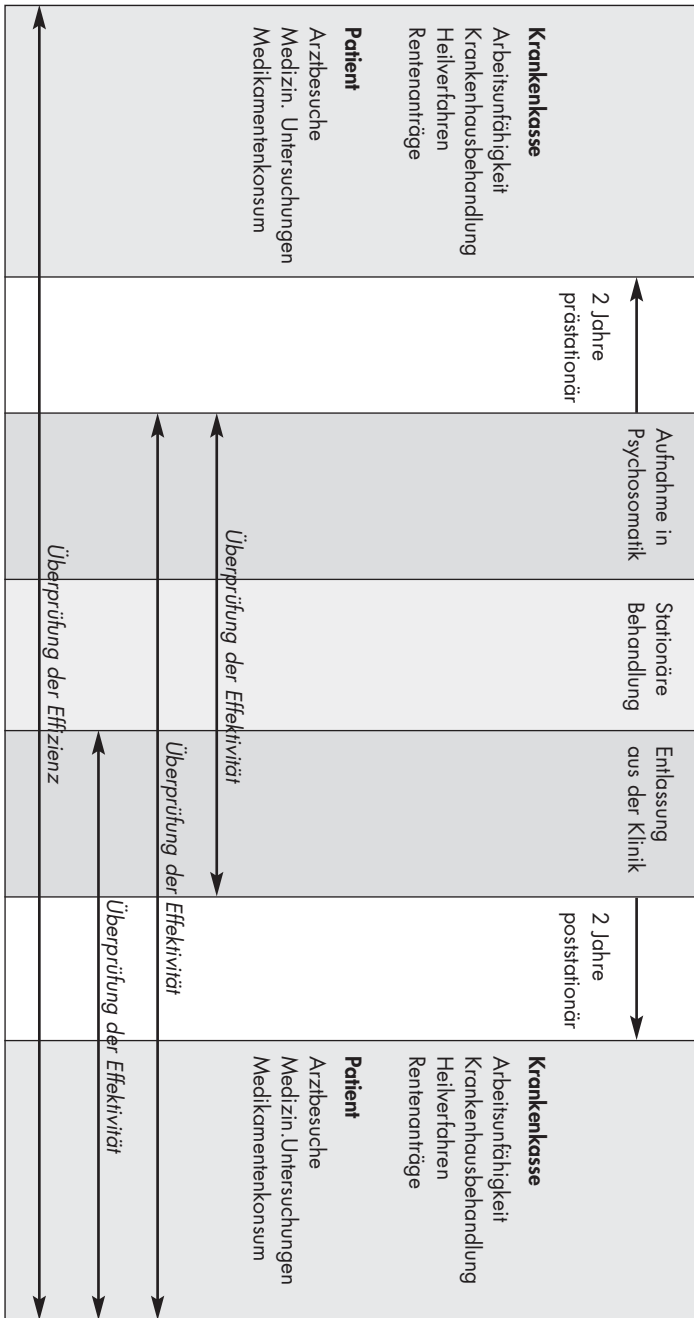 2 Jahre
prästationär
Aufnahme in
Psychosomatik
Stationäre
Behandlung
Entlassung
aus der Klinik
2 Jahre
poststationär
Krankenkasse
Arbeitsunfähigkeit
Krankenhausbehandlung
Heilverfahren
Rentenanträge
Patient
Arztbesuche
Medizin. Untersuchungen
Medikamentenkonsum
Krankenkasse
Arbeitsunfähigkeit
Krankenhausbehandlung
Heilverfahren
Rentenanträge
Patient
Arztbesuche
Medizin.Untersuchungen
Medikamentenkonsum
Überprüfung der Effektivität
Überprüfung der Effektivität
Überprüfung der Effektivität
Überprüfung der Effizienz